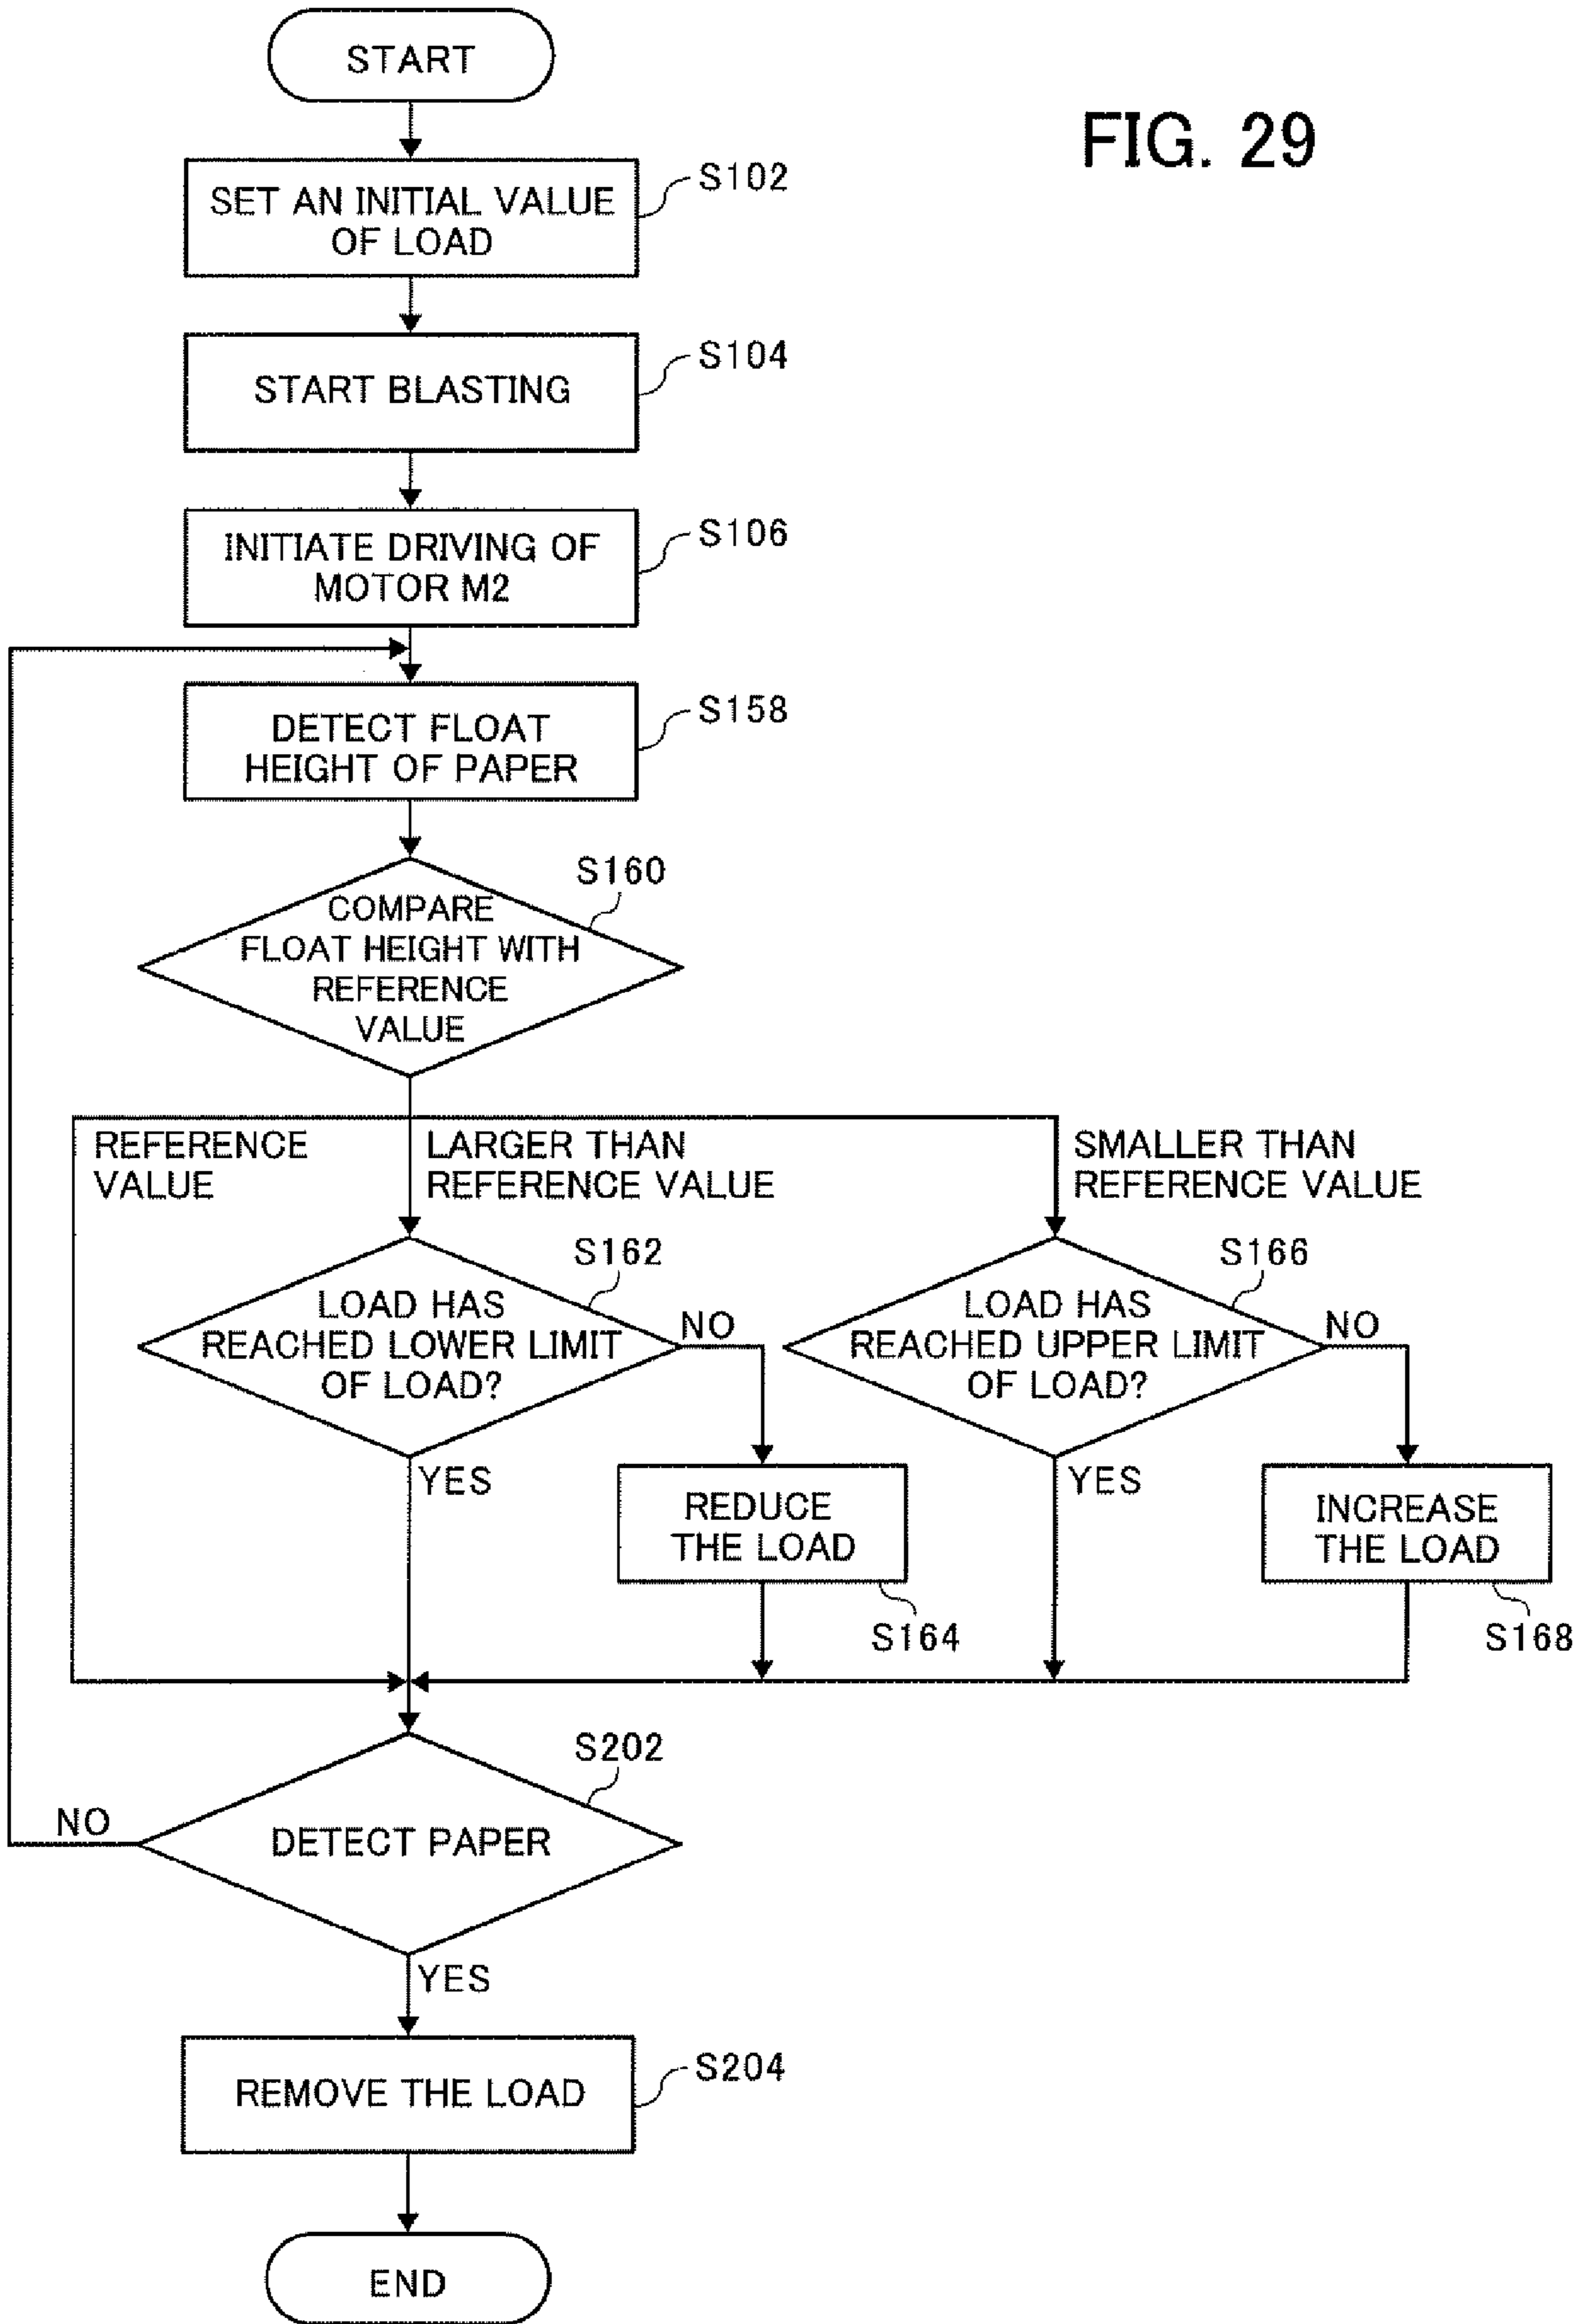 START
FIG. 29
S102
SET AN INITIAL VALUE
OF LOAD
S104
START BLASTING
S106
INITIATE DRIVING OF
MOTOR M2
S158
DETECT FLOAT
HEIGHT OF PAPER
S160
COMPARE
FLOAT HEIGHT WITH
REFERENCE
VALUE
REFERENCE
VALUE
LARGER THAN
REFERENCE VALUE
SMALLER THAN
REFERENCE VALUE
S162
LOAD HAS
REACHED LOWER LIMIT
OF LOAD?
NO
YES
S166
LOAD HAS
REACHED UPPER LIMIT
OF LOAD?
NO
YES
REDUCE
THE LOAD
S164
INCREASE
THE LOAD
S168
S202
NO
DETECT PAPER
YES
S204
REMOVE THE LOAD
END